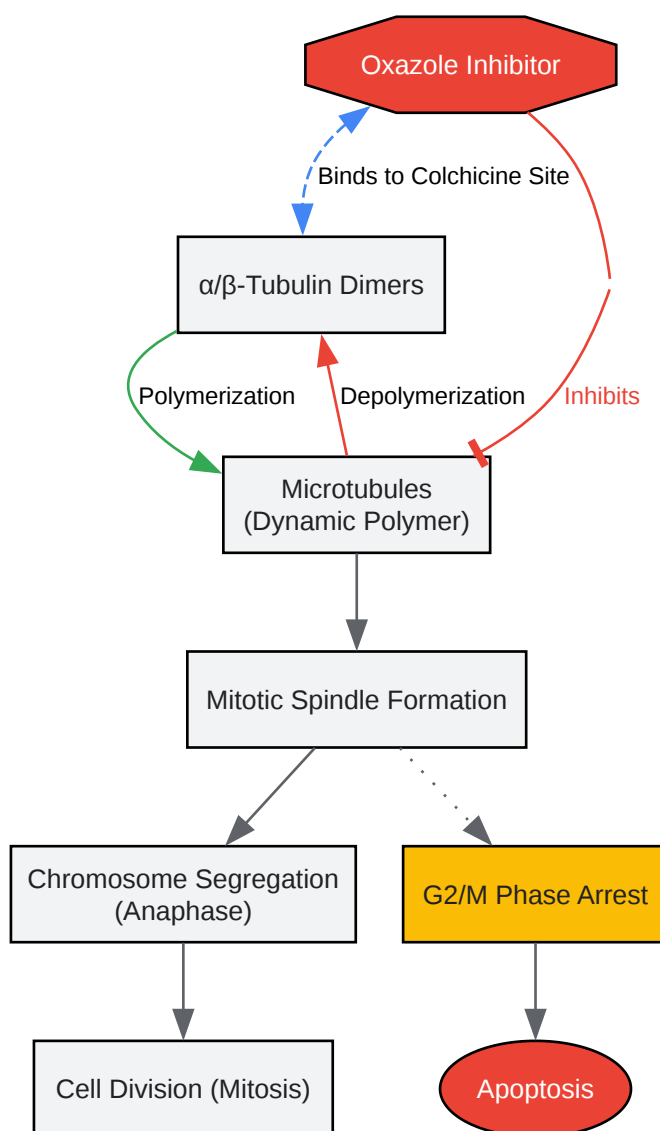 Oxazole Inhibitor
Binds to Colchicine Site
α/β-Tubulin Dimers
Polymerization
Depolymerization
Inhibits
Microtubules
(Dynamic Polymer)
Mitotic Spindle Formation
Chromosome Segregation
(Anaphase)
G2/M Phase Arrest
Cell Division (Mitosis)
Apoptosis